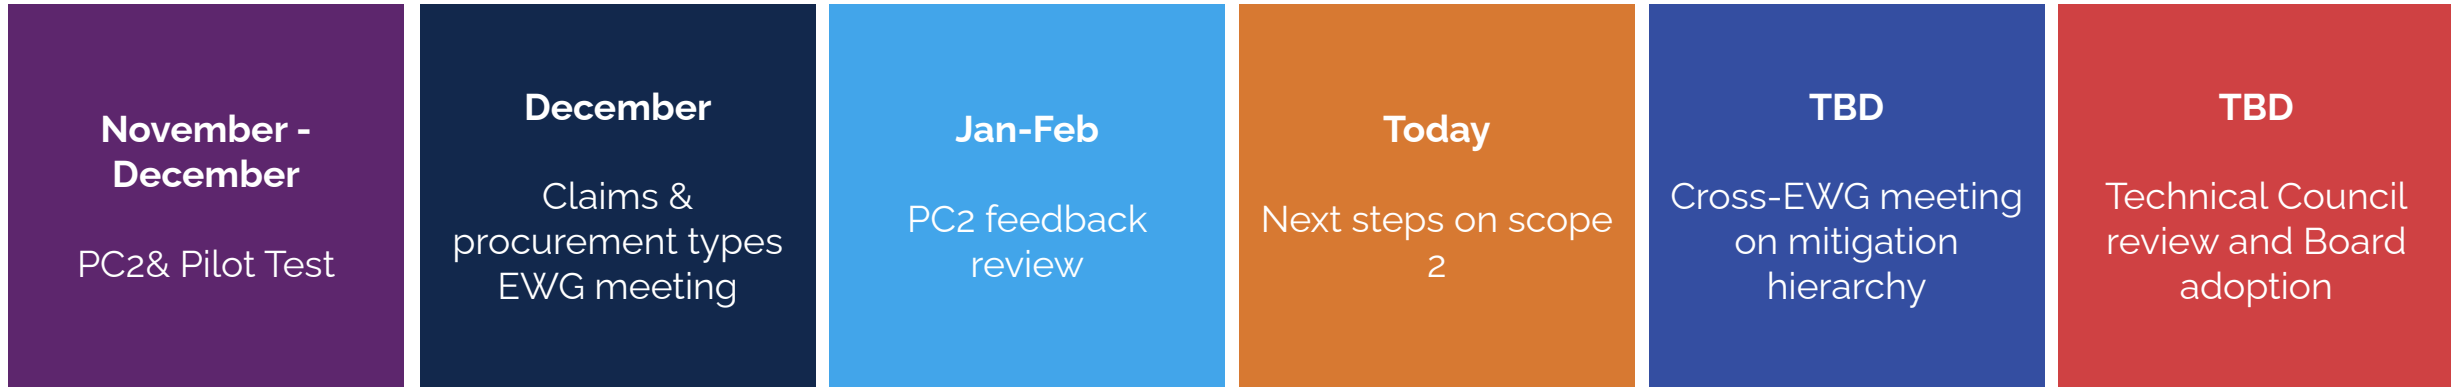 November -
December
PC2& Pilot Test
December
Claims &
procurement types
EWG meeting
Jan-Feb
PC2 feedback
review
Today
Next steps on scope
2
TBD
Cross-EWG meeting
on mitigation
hierarchy
TBD
Technical Council
review and Board
adoption